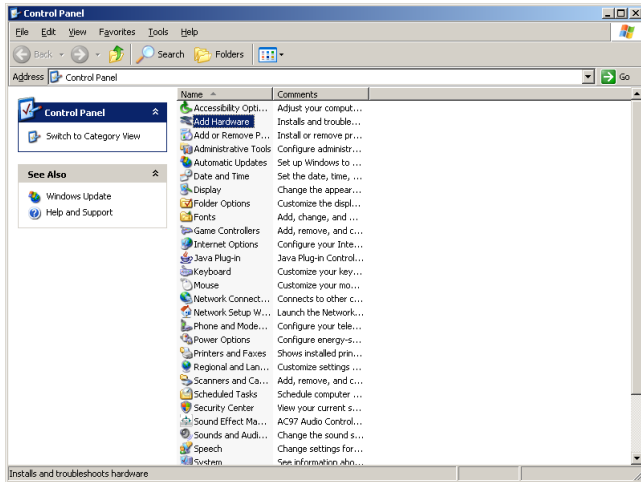 Control Panel
File Edit View Favorites Tools Help
Back Search Folders
Address Control Panel Go
Control Panel
Switch to Category View
See Also
Windows Update
Help and Support
Name Comments
Accessibility Opti... Adjust your comput...
Add Hardware Installs and trouble...
Add or Remove P... Install or remove pr...
Administrative Tools Configure administr...
Automatic Updates Set up Windows to ...
Date and Time Set the date, time, ...
Display Change the appear...
Folder Options Customize the displ...
Fonts Add, change, and ...
Game Controllers Add, remove, and c...
Internet Options Configure your Inte...
Java Plug-in Java Plug-in Control...
Keyboard Customize your key...
Mouse Customize your mo...
Network Connect... Connects to other c...
Network Setup W... Launch the Network...
Phone and Mode... Configure your tele...
Power Options Configure energy-s...
Printers and Faxes Shows installed prin...
Regional and Lan... Customize settings ...
Scanners and Ca... Add, remove, and c...
Scheduled Tasks Schedule computer ...
Security Center View your current s...
Sound Effect Ma... AC97 Audio Control...
Sounds and Audi... Change the sound s...
Speech Change settings for...
System See information abo...
Installs and troubleshoots hardware